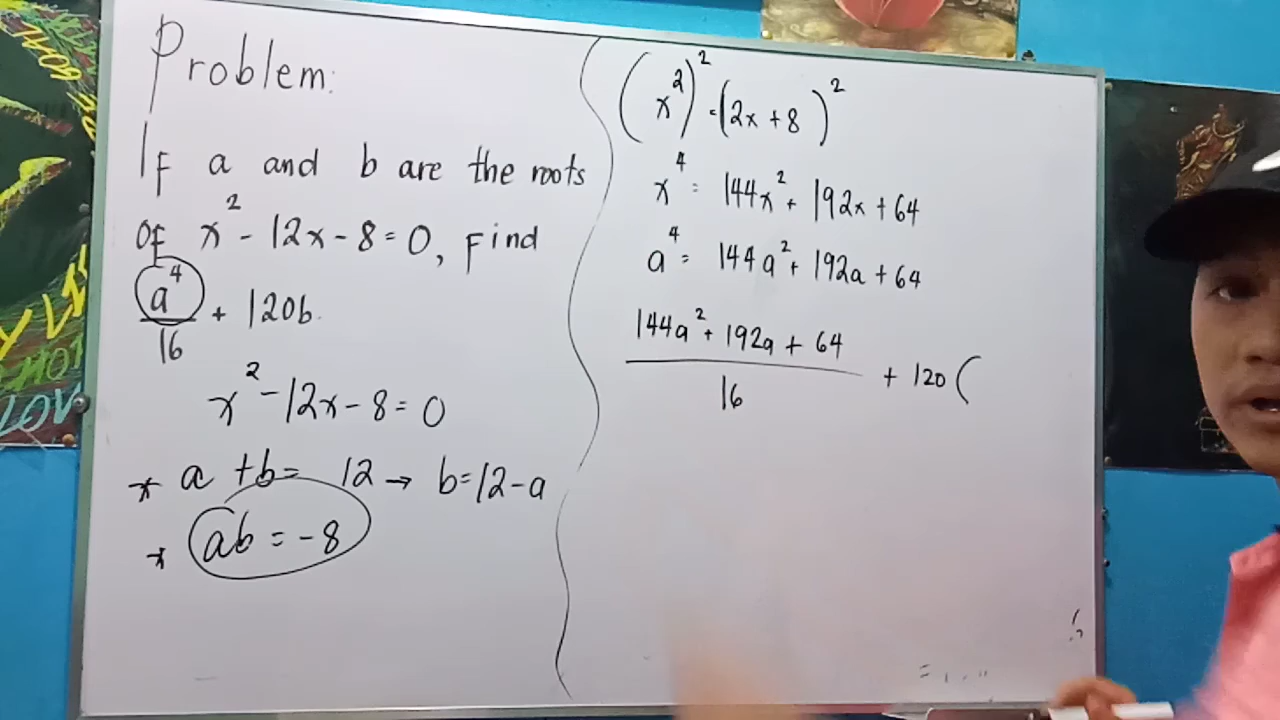 Problem:
If a and b are the roots
of x² - 12x - 8 = 0, find
a⁴/16 + 120b.
x² - 12x - 8 = 0
* a + b = 12 → b = 12 - a
* ab = -8
(x²)² = (2x + 8)²
x⁴ = 144x² + 192x + 64
a⁴ = 144a² + 192a + 64
(144a² + 192a + 64)/16 + 120(